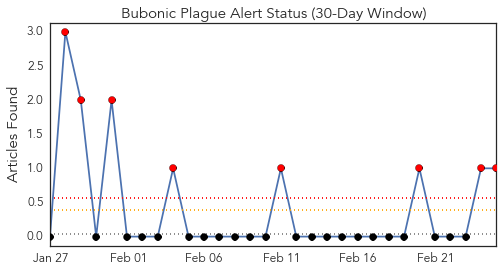 Bubonic Plague Alert Status (30-Day Window)
Articles Found
3.0
2.5
2.0
1.5
1.0
0.5
0.0
Jan 27 Feb 01 Feb 06 Feb 11 Feb 16 Feb 21